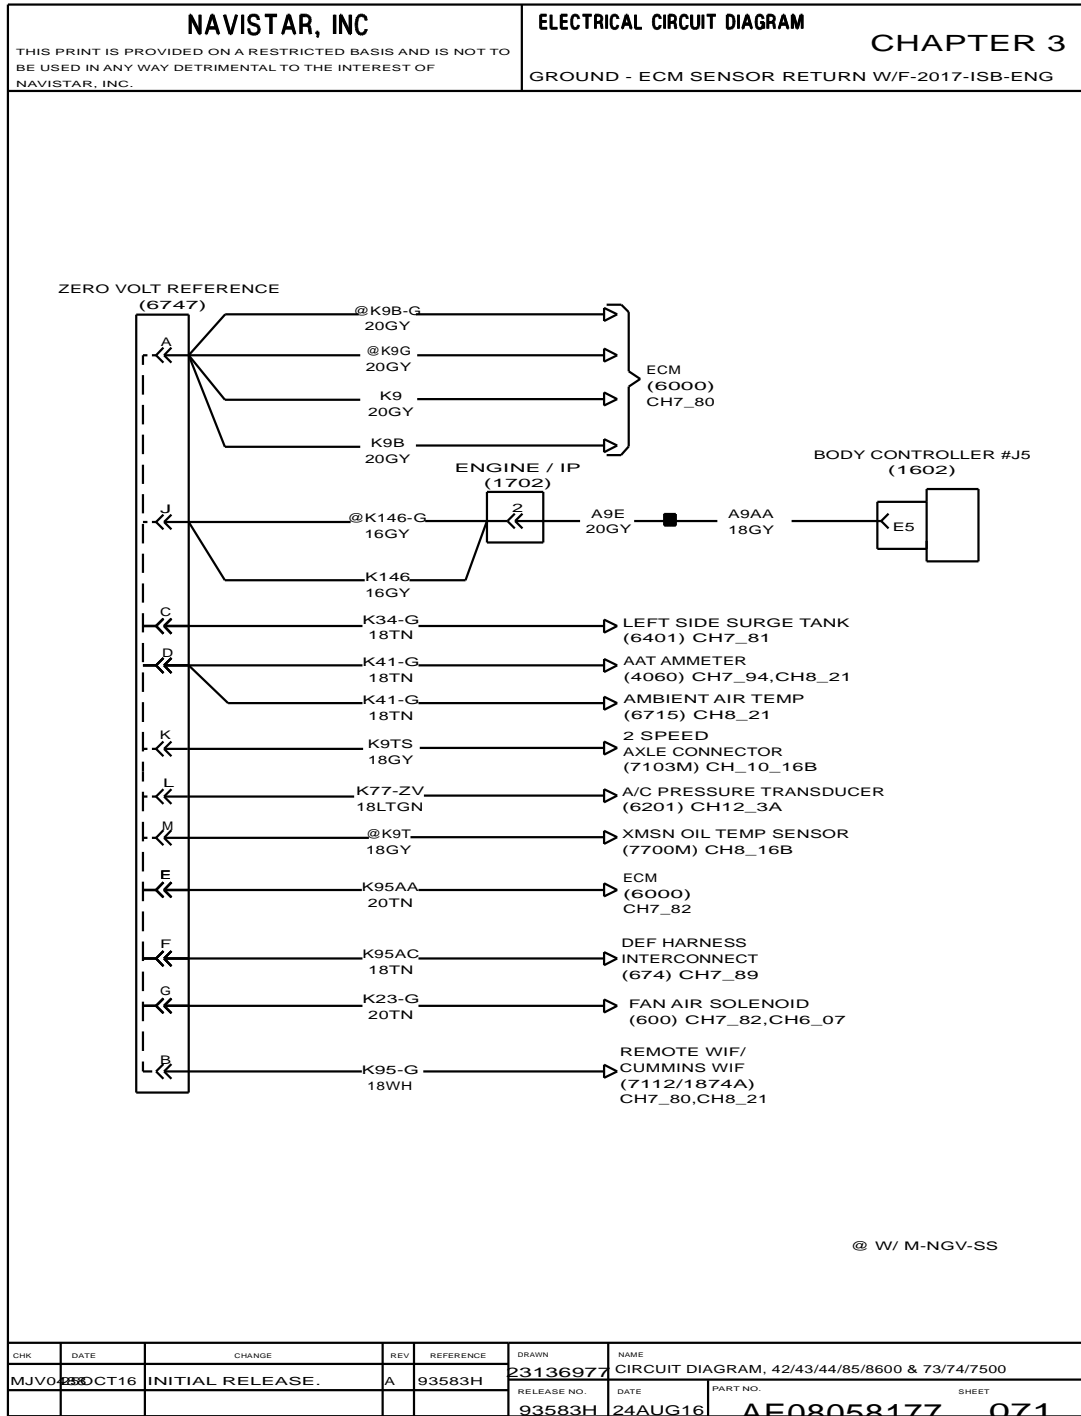 NAVISTAR, INC
THIS PRINT IS PROVIDED ON A RESTRICTED BASIS AND IS NOT TO
BE USED IN ANY WAY DETRIMENTAL TO THE INTEREST OF
NAVISTAR, INC.
ELECTRICAL CIRCUIT DIAGRAM
CHAPTER 3
GROUND - ECM SENSOR RETURN W/F-2017-ISB-ENG
ZERO VOLT REFERENCE
(6747)
A
@K9B-G
20GY
@K9G
20GY
K9
20GY
K9B
20GY
ECM
(6000)
CH7_80
ENGINE / IP
(1702)
2
BODY CONTROLLER #J5
(1602)
J
@K146-G
16GY
K146
16GY
A9E
20GY
A9AA
18GY
E5
C
K34-G
18TN
LEFT SIDE SURGE TANK
(6401) CH7_81
D
K41-G
18TN
AAT AMMETER
(4060) CH7_94,CH8_21
K41-G
18TN
AMBIENT AIR TEMP
(6715) CH8_21
K
K9TS
18GY
2 SPEED
AXLE CONNECTOR
(7103M) CH_10_16B
L
K77-ZV
18LTGN
A/C PRESSURE TRANSDUCER
(6201) CH12_3A
M
@K9T
18GY
XMSN OIL TEMP SENSOR
(7700M) CH8_16B
E
K95AA
20TN
ECM
(6000)
CH7_82
F
K95AC
18TN
DEF HARNESS
INTERCONNECT
(674) CH7_89
G
K23-G
20TN
FAN AIR SOLENOID
(600) CH7_82,CH6_07
B
K95-G
18WH
REMOTE WIF/
CUMMINS WIF
(7112/1874A)
CH7_80,CH8_21
@ W/ M-NGV-SS
CHK DATE CHANGE REV REFERENCE
INITIAL RELEASE. A 93583H
DRAWN
23136977
NAME
CIRCUIT DIAGRAM, 42/43/44/85/8600 & 73/74/7500
RELEASE NO.
93583H
DATE
24AUG16
PART NO.
AE08058177
SHEET
071